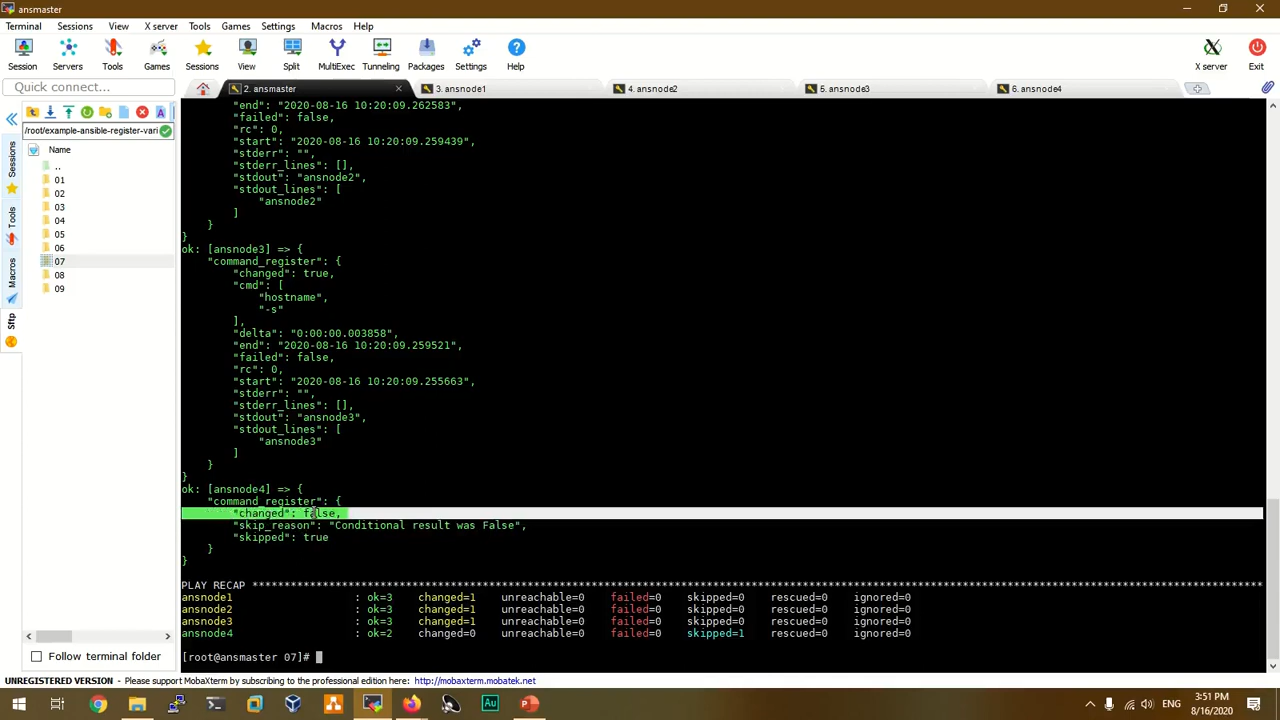 ansmaster
Terminal Sessions View X server Tools Games Settings Macros Help
Session Servers Tools Games Sessions View Split MultiExec Tunneling Packages Settings Help X server Exit
Quick connect...
2. ansmaster 3. ansnode1 4. ansnode2 5. ansnode3 6. ansnode4
/root/example-ansible-register-vari
Name
..
01
02
03
04
05
06
07
08
09
Sessions
Tools
Macros
Sftp
Follow terminal folder
"end": "2020-08-16 10:20:09.262583",
"failed": false,
"rc": 0,
"start": "2020-08-16 10:20:09.259439",
"stderr": "",
"stderr_lines": [],
"stdout": "ansnode2",
"stdout_lines": [
"ansnode2"
]
}
}
ok: [ansnode3] => {
"command_register": {
"changed": true,
"cmd": [
"hostname",
"-s"
],
"delta": "0:00:00.003858",
"end": "2020-08-16 10:20:09.259521",
"failed": false,
"rc": 0,
"start": "2020-08-16 10:20:09.255663",
"stderr": "",
"stderr_lines": [],
"stdout": "ansnode3",
"stdout_lines": [
"ansnode3"
]
}
}
ok: [ansnode4] => {
"command_register": {
"changed": false,
"skip_reason": "Conditional result was False",
"skipped": true
}
}
PLAY RECAP *********************************************************************************************************************************************************
ansnode1 : ok=3 changed=1 unreachable=0 failed=0 skipped=0 rescued=0 ignored=0
ansnode2 : ok=3 changed=1 unreachable=0 failed=0 skipped=0 rescued=0 ignored=0
ansnode3 : ok=3 changed=1 unreachable=0 failed=0 skipped=0 rescued=0 ignored=0
ansnode4 : ok=2 changed=0 unreachable=0 failed=0 skipped=1 rescued=0 ignored=0
[root@ansmaster 07]#
UNREGISTERED VERSION - Please support MobaXterm by subscribing to the professional edition here: http://mobaxterm.mobatek.net
Au
ENG
3:51 PM
8/16/2020